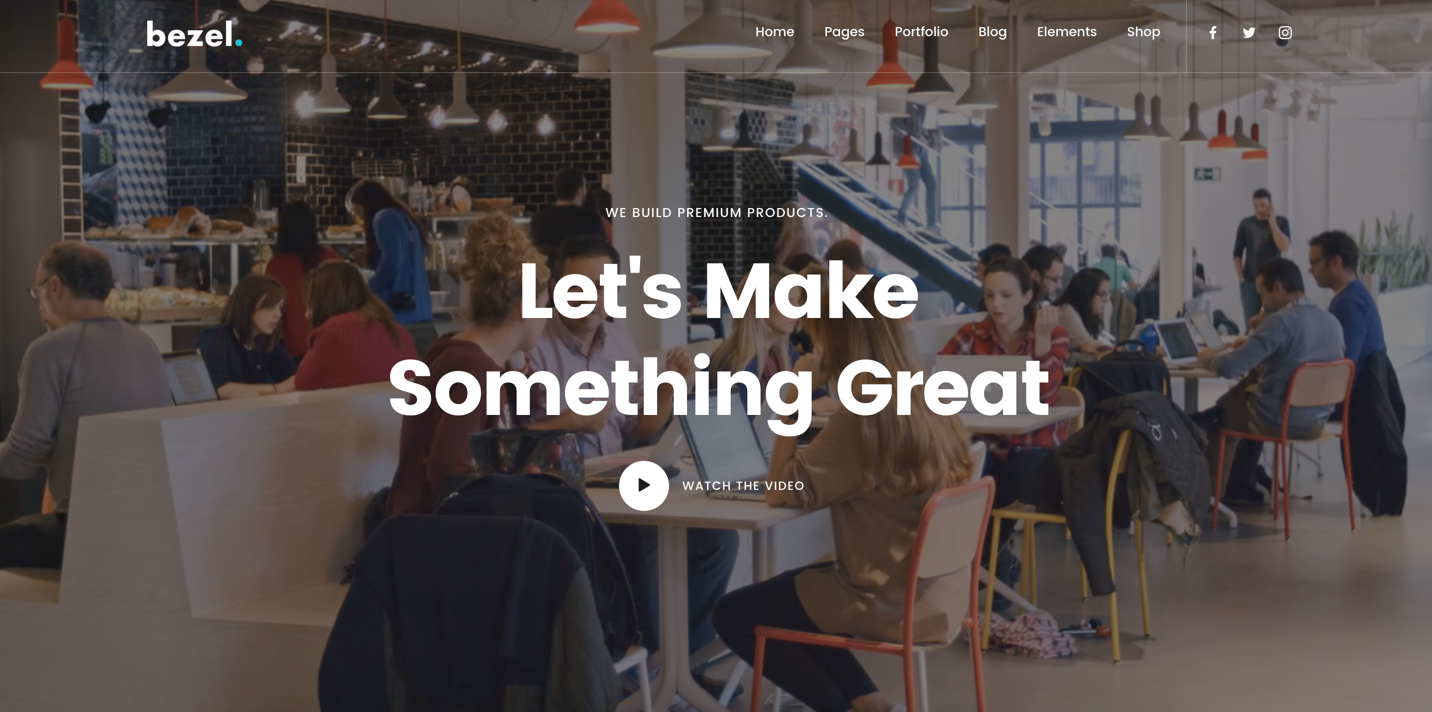 bezel.
Home Pages Portfolio Blog Elements Shop
WE BUILD PREMIUM PRODUCTS.
Let's Make
Something Great
WATCH THE VIDEO